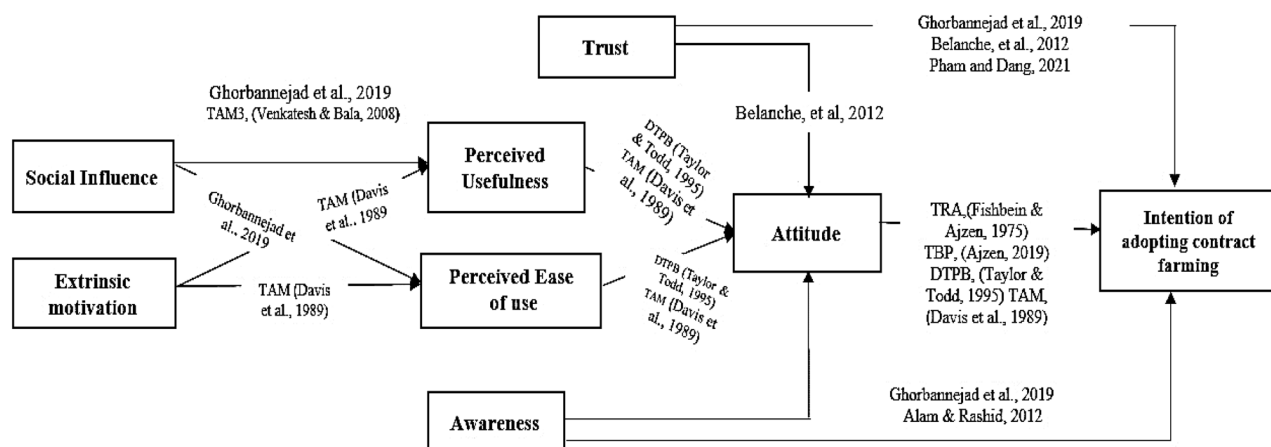 Trust
Ghorbannejad et al., 2019
Belanche, et al., 2012
Pham and Dang, 2021
Ghorbannejad et al., 2019
TAM3, (Venkatesh & Bala, 2008)
Belanche, et al, 2012
Social Influence
Perceived
Usefulness
DTPB (Taylor
& Todd, 1995)
TAM (Davis et
al., 1989)
Ghorbannejad et
al., 2019
TAM (Davis
et al., 1989
Attitude
TRA,(Fishbein &
Ajzen, 1975)
TBP, (Ajzen, 2019)
DTPB, (Taylor &
Todd, 1995) TAM,
(Davis et al., 1989)
Intention of
adopting contract
farming
Extrinsic
motivation
TAM (Davis
et al., 1989)
Perceived Ease
of use
DTPB (Taylor &
Todd, 1995)
TAM (Davis et
al., 1989)
Awareness
Ghorbannejad et al., 2019
Alam & Rashid, 2012